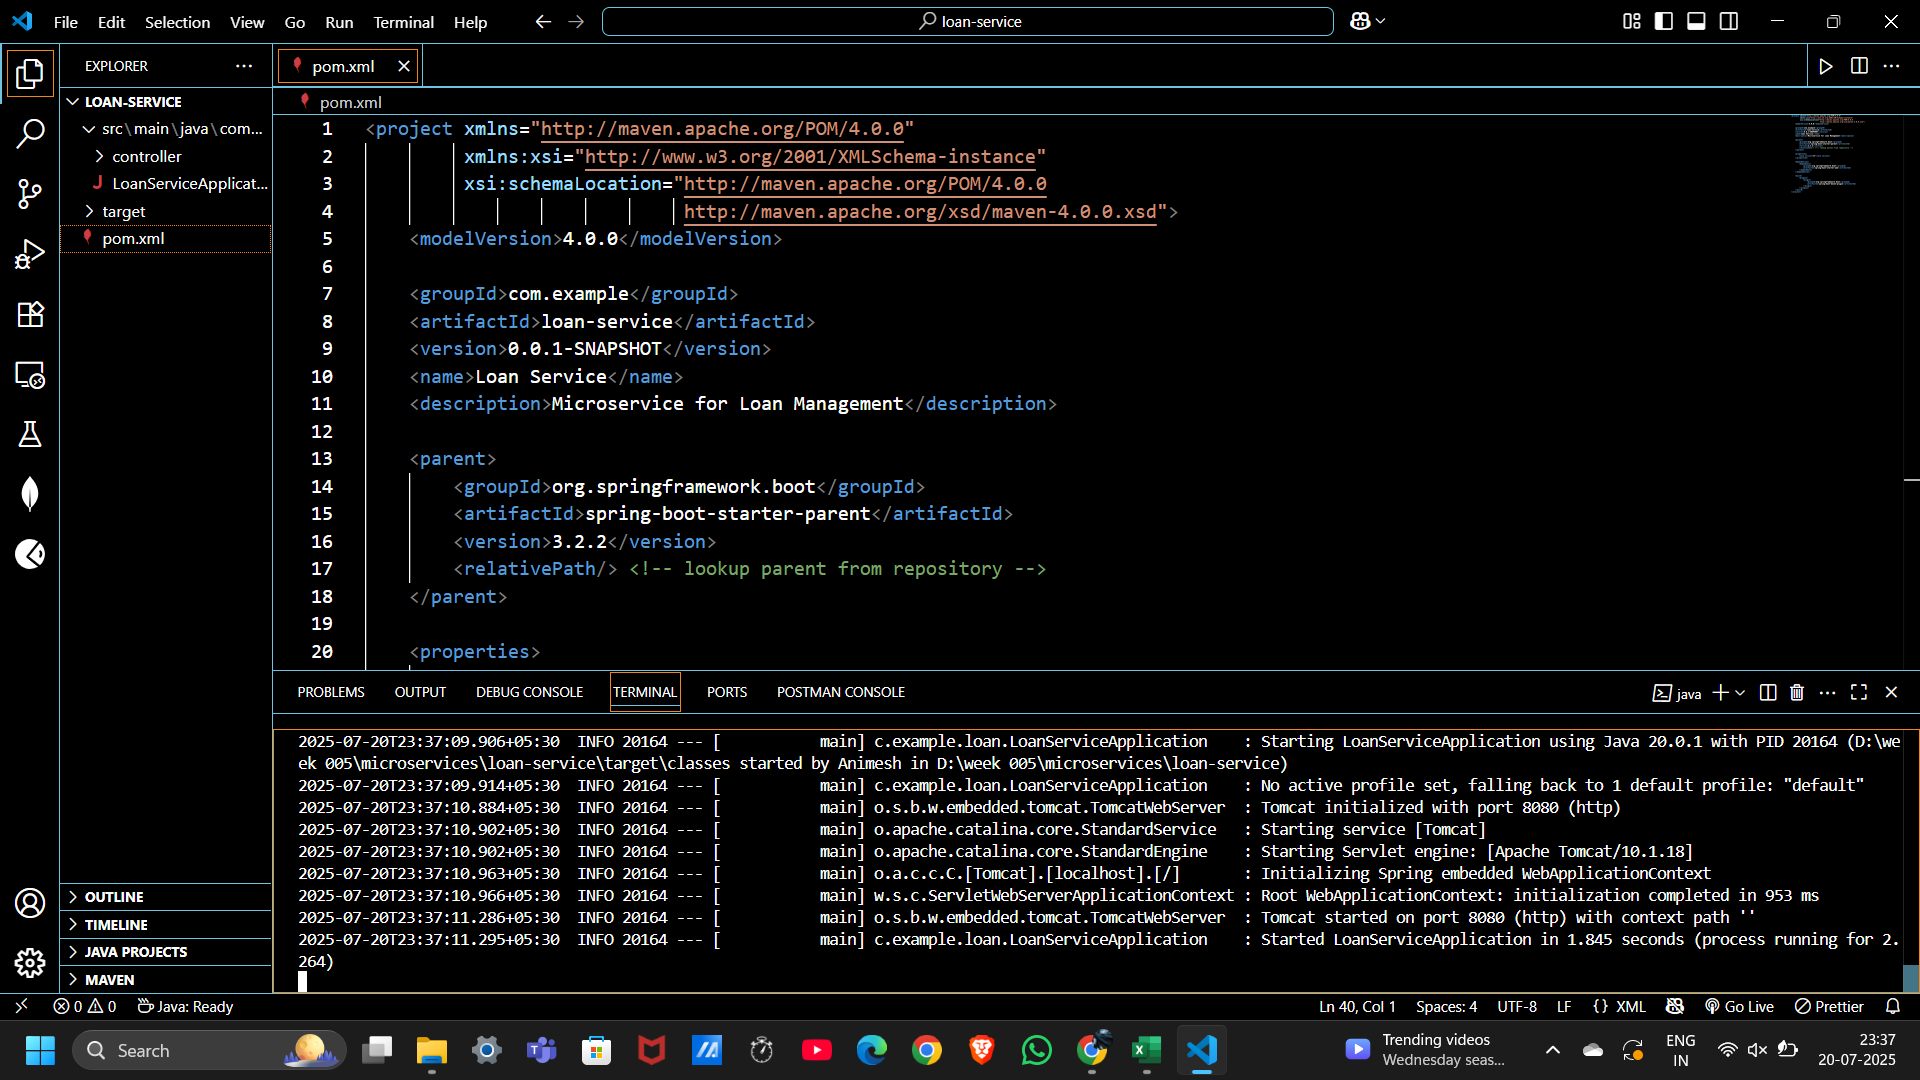 File Edit Selection View Go Run Terminal Help
loan-service
EXPLORER
LOAN-SERVICE
src\main\java\com...
controller
LoanServiceApplicat...
target
pom.xml
OUTLINE
TIMELINE
JAVA PROJECTS
MAVEN
pom.xml
pom.xml
1 <project xmlns="http://maven.apache.org/POM/4.0.0"
2 xmlns:xsi="http://www.w3.org/2001/XMLSchema-instance"
3 xsi:schemaLocation="http://maven.apache.org/POM/4.0.0
4 http://maven.apache.org/xsd/maven-4.0.0.xsd">
5 <modelVersion>4.0.0</modelVersion>
6
7 <groupId>com.example</groupId>
8 <artifactId>loan-service</artifactId>
9 <version>0.0.1-SNAPSHOT</version>
10 <name>Loan Service</name>
11 <description>Microservice for Loan Management</description>
12
13 <parent>
14 <groupId>org.springframework.boot</groupId>
15 <artifactId>spring-boot-starter-parent</artifactId>
16 <version>3.2.2</version>
17 <relativePath/> <!-- lookup parent from repository -->
18 </parent>
19
20 <properties>
PROBLEMS OUTPUT DEBUG CONSOLE TERMINAL PORTS POSTMAN CONSOLE
java
2025-07-20T23:37:09.906+05:30  INFO 20164 --- [           main] c.example.loan.LoanServiceApplication    : Starting LoanServiceApplication using Java 20.0.1 with PID 20164 (D:\we
ek 005\microservices\loan-service\target\classes started by Animesh in D:\week 005\microservices\loan-service)
2025-07-20T23:37:09.914+05:30  INFO 20164 --- [           main] c.example.loan.LoanServiceApplication    : No active profile set, falling back to 1 default profile: "default"
2025-07-20T23:37:10.884+05:30  INFO 20164 --- [           main] o.s.b.w.embedded.tomcat.TomcatWebServer  : Tomcat initialized with port 8080 (http)
2025-07-20T23:37:10.902+05:30  INFO 20164 --- [           main] o.apache.catalina.core.StandardService   : Starting service [Tomcat]
2025-07-20T23:37:10.902+05:30  INFO 20164 --- [           main] o.apache.catalina.core.StandardEngine    : Starting Servlet engine: [Apache Tomcat/10.1.18]
2025-07-20T23:37:10.963+05:30  INFO 20164 --- [           main] o.a.c.c.C.[Tomcat].[localhost].[/]       : Initializing Spring embedded WebApplicationContext
2025-07-20T23:37:10.966+05:30  INFO 20164 --- [           main] w.s.c.ServletWebServerApplicationContext : Root WebApplicationContext: initialization completed in 953 ms
2025-07-20T23:37:11.286+05:30  INFO 20164 --- [           main] o.s.b.w.embedded.tomcat.TomcatWebServer  : Tomcat started on port 8080 (http) with context path ''
2025-07-20T23:37:11.295+05:30  INFO 20164 --- [           main] c.example.loan.LoanServiceApplication    : Started LoanServiceApplication in 1.845 seconds (process running for 2.
264)
0 0 Java: Ready
Ln 40, Col 1 Spaces: 4 UTF-8 LF {} XML Go Live Prettier
Search
Trending videos
Wednesday seas...
ENG
IN
23:37
20-07-2025